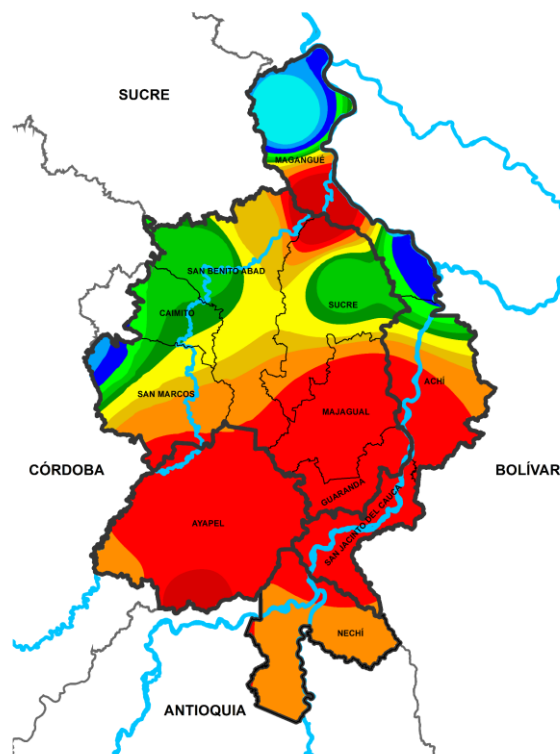 SUCRE
MAGANGUÉ
SAN BENITO ABAD
CAIMITO
SUCRE
SAN MARCOS
ACHÍ
MAJAGUAL
CÓRDOBA
BOLÍVAR
GUARANDA
SAN JACINTO DEL CAUCA
AYAPEL
NECHÍ
ANTIOQUIA